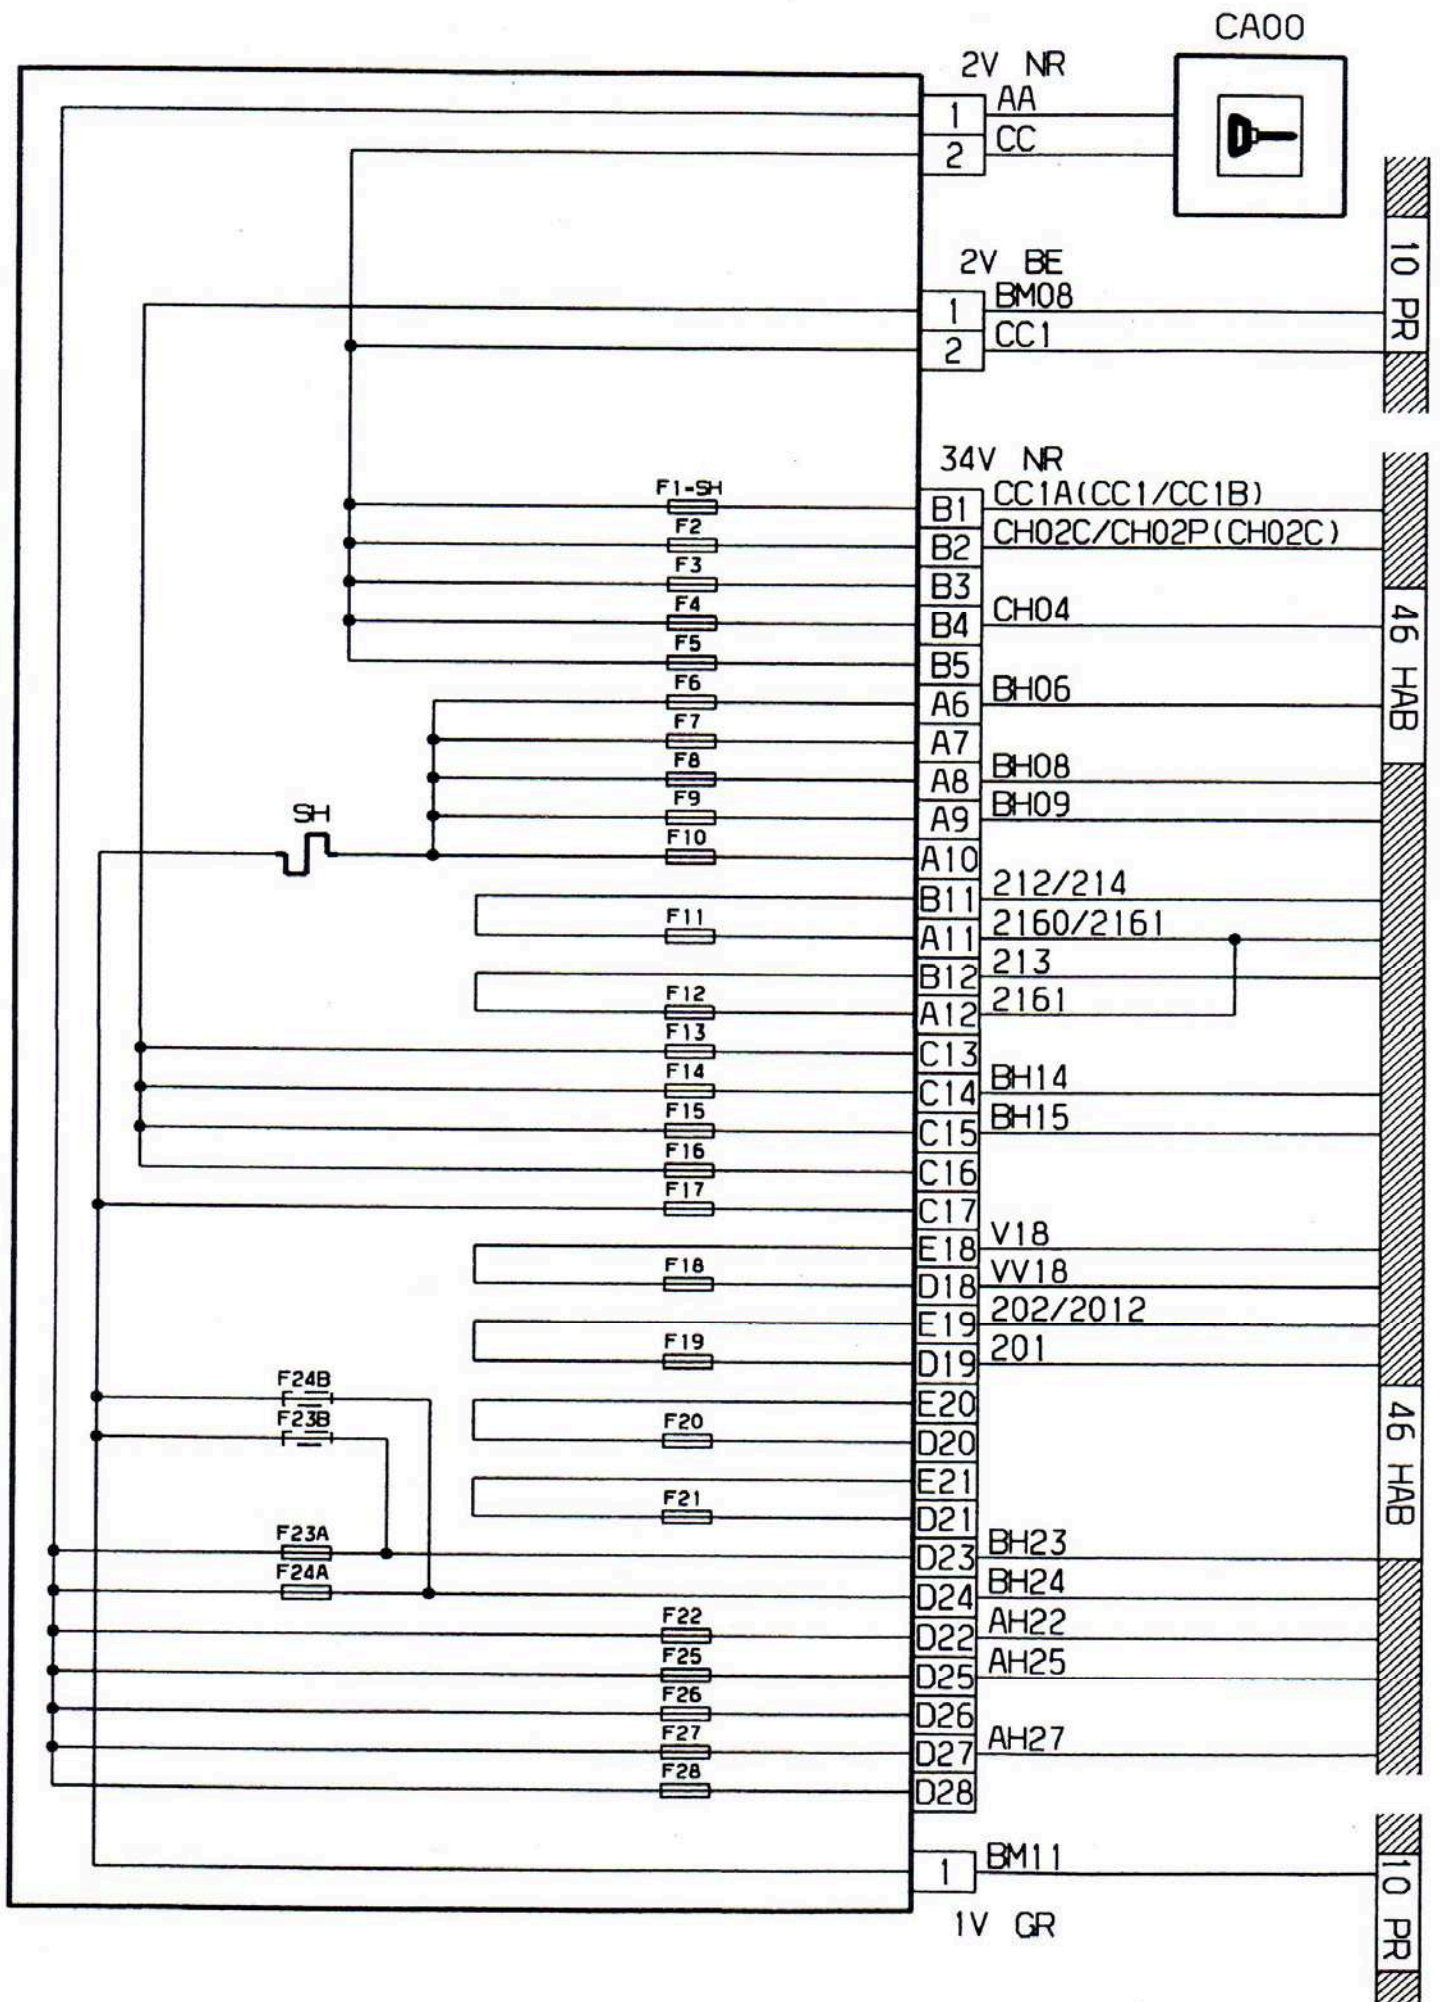 CA00
2V NR
1 AA
2 CC
10 PR
2V BE
1 BM08
2 CC1
34V NR
F1-SH B1 CC1A(CC1/CC1B)
F2 B2 CH02C/CH02P(CH02C)
F3 B3
F4 B4 CH04
F5 B5
46 HAB
F6 A6 BH06
F7 A7
F8 A8 BH08
F9 A9 BH09
SH
F10 A10
B11 212/214
F11 A11 2160/2161
B12 213
F12 A12 2161
F13 C13
F14 C14 BH14
F15 C15 BH15
F16 C16
F17 C17
E18 V18
F18 D18 VV18
E19 202/2012
F19 D19 201
F24B E20
F23B F20 D20
46 HAB
E21
F21 D21
F23A D23 BH23
F24A D24 BH24
F22 D22 AH22
F25 D25 AH25
F26 D26
F27 D27 AH27
F28 D28
1 BM11
10 PR
1V GR